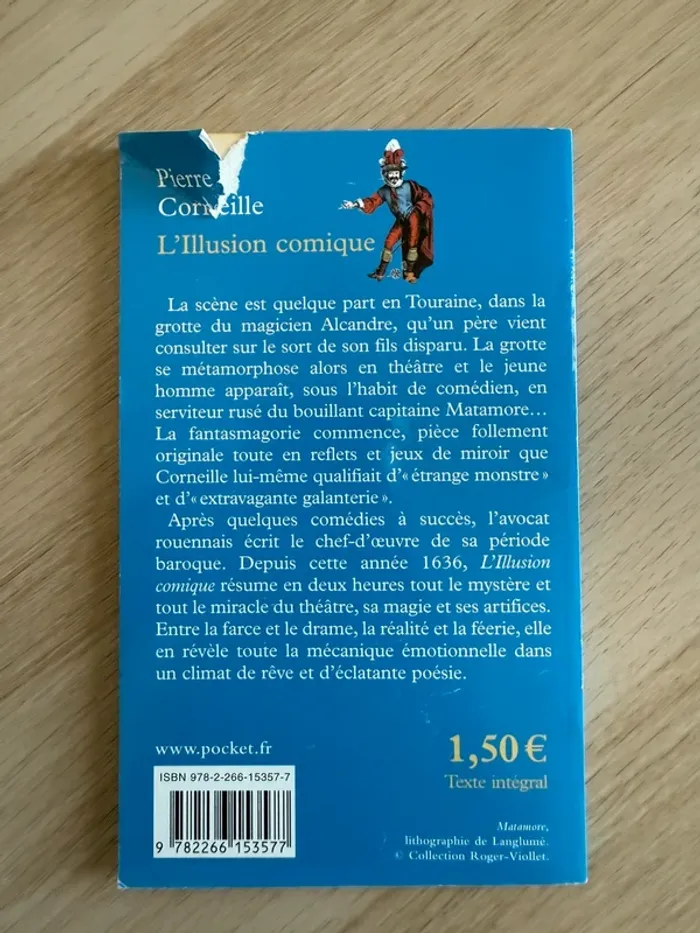 Pierre
Corneille
L'Illusion comique
La scène est quelque part en Touraine, dans la
grotte du magicien Alcandre, qu'un père vient
consulter sur le sort de son fils disparu. La grotte
se métamorphose alors en théâtre et le jeune
homme apparaît, sous l'habit de comédien, en
serviteur rusé du bouillant capitaine Matamore...
La fantasmagorie commence, pièce follement
originale toute en reflets et jeux de miroir que
Corneille lui-même qualifiait d'« étrange monstre »
et d'« extravagante galanterie ».
Après quelques comédies à succès, l'avocat
rouennais écrit le chef-d'œuvre de sa période
baroque. Depuis cette année 1636, L'Illusion
comique résume en deux heures tout le mystère et
tout le miracle du théâtre, sa magie et ses artifices.
Entre la farce et le drame, la réalité et la féerie, elle
en révèle toute la mécanique émotionnelle dans
un climat de rêve et d'éclatante poésie.
www.pocket.fr
1,50 €
Texte intégral
ISBN 978-2-266-15357-7
9 782266 153577
Matamore,
lithographie de Langlumé.
© Collection Roger-Viollet.